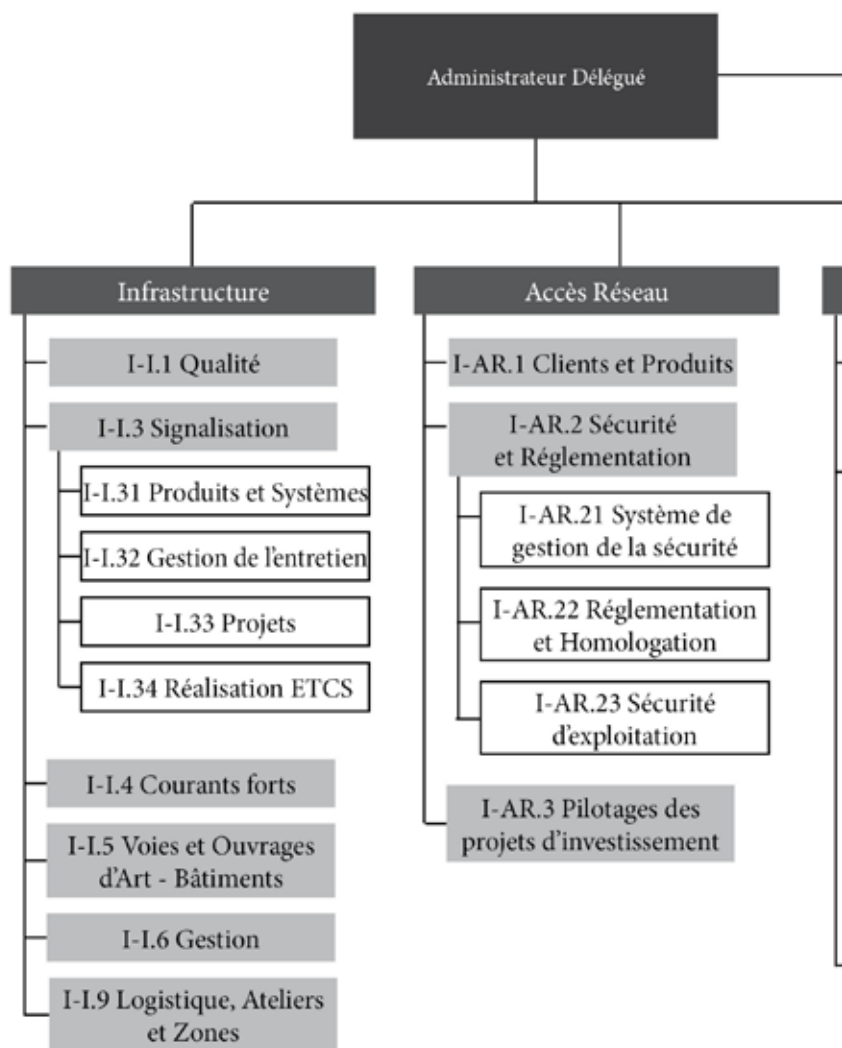 Administrateur Délégué
Infrastructure
I-I.1 Qualité
I-I.3 Signalisation
I-I.31 Produits et Systèmes
I-I.32 Gestion de l'entretien
I-I.33 Projets
I-I.34 Réalisation ETCS
I-I.4 Courants forts
I-I.5 Voies et Ouvrages
d'Art - Bâtiments
I-I.6 Gestion
I-I.9 Logistique, Ateliers
et Zones
Accès Réseau
I-AR.1 Clients et Produits
I-AR.2 Sécurité
et Réglementation
I-AR.21 Système de
gestion de la sécurité
I-AR.22 Réglementation
et Homologation
I-AR.23 Sécurité
d'exploitation
I-AR.3 Pilotages des
projets d'investissement